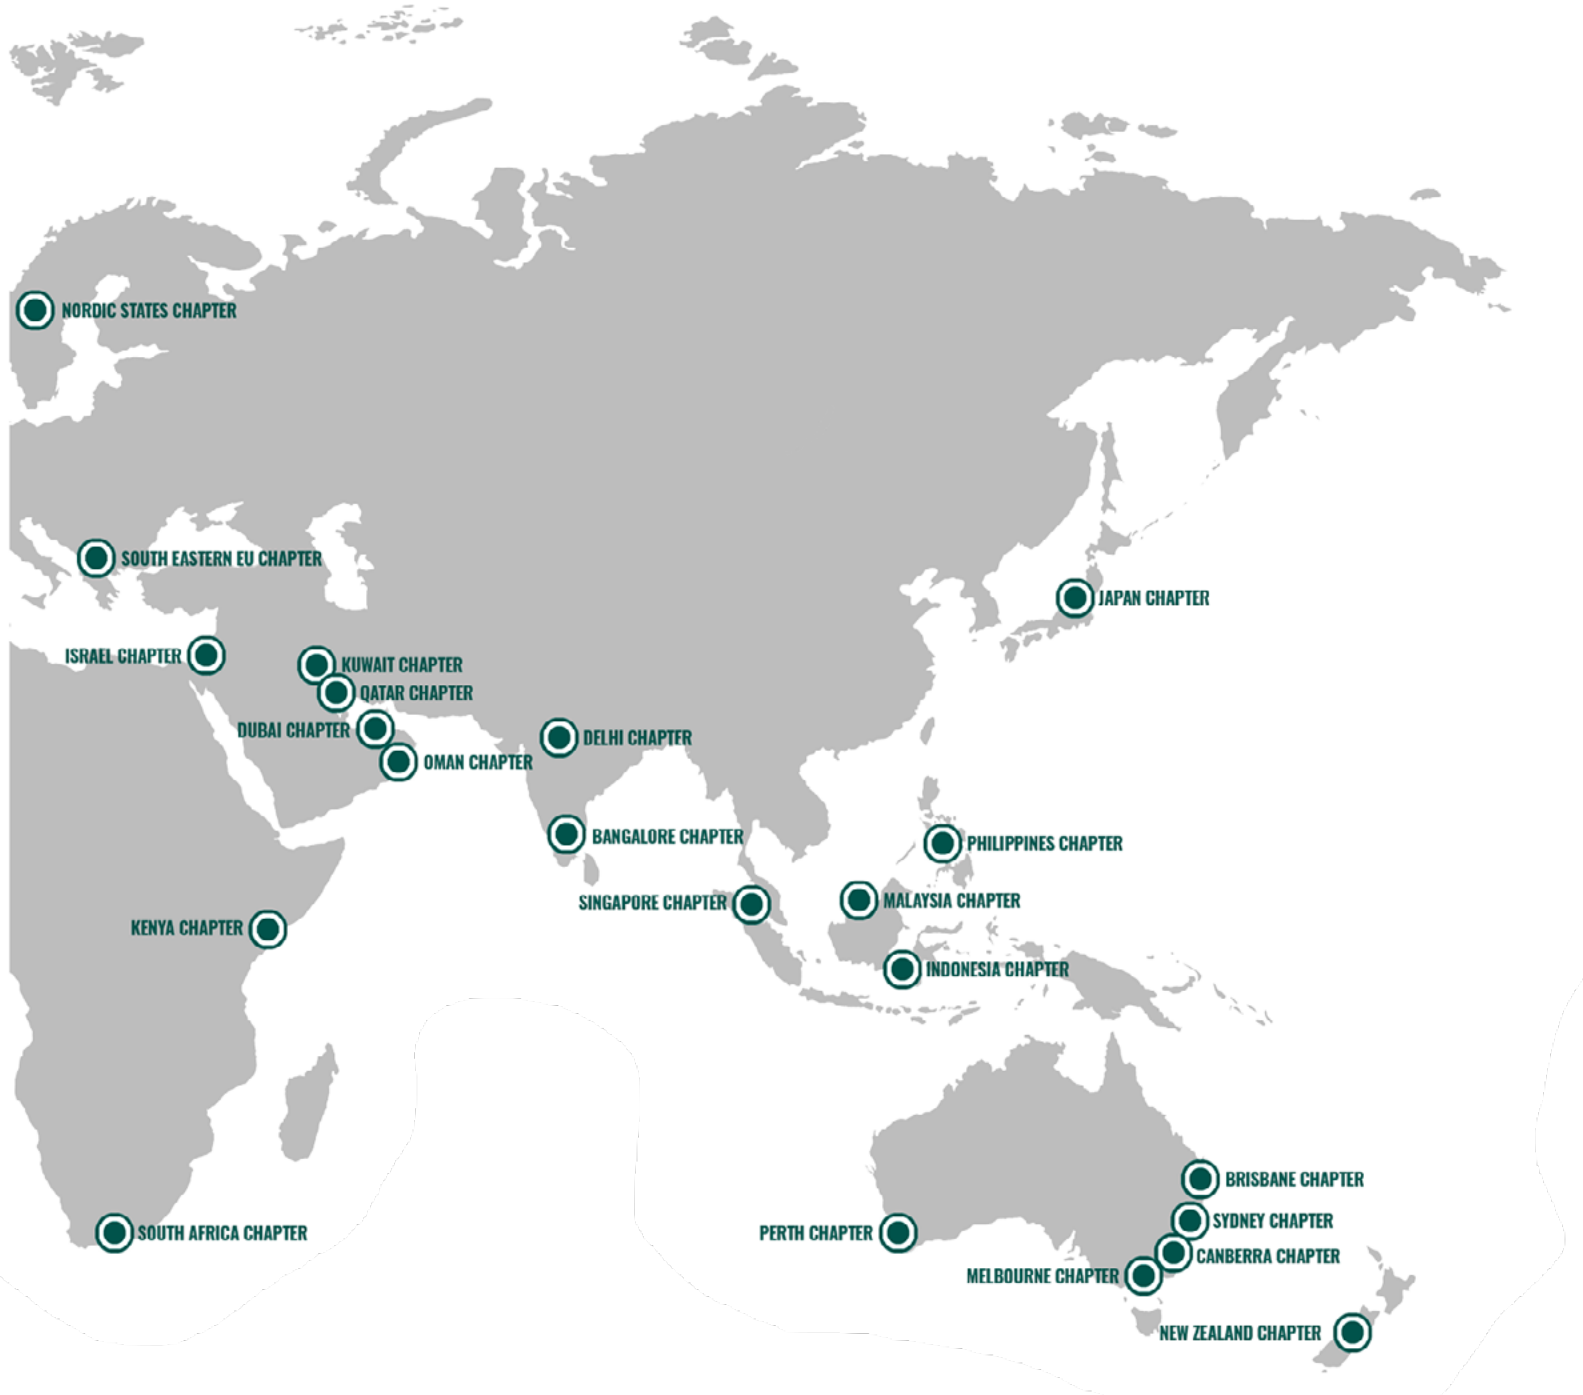 NORDIC STATES CHAPTER
SOUTH EASTERN EU CHAPTER
JAPAN CHAPTER
ISRAEL CHAPTER
KUWAIT CHAPTER
QATAR CHAPTER
DUBAI CHAPTER
DELHI CHAPTER
OMAN CHAPTER
BANGALORE CHAPTER
PHILIPPINES CHAPTER
SINGAPORE CHAPTER
MALAYSIA CHAPTER
KENYA CHAPTER
INDONESIA CHAPTER
BRISBANE CHAPTER
SYDNEY CHAPTER
SOUTH AFRICA CHAPTER
PERTH CHAPTER
CANBERRA CHAPTER
MELBOURNE CHAPTER
NEW ZEALAND CHAPTER